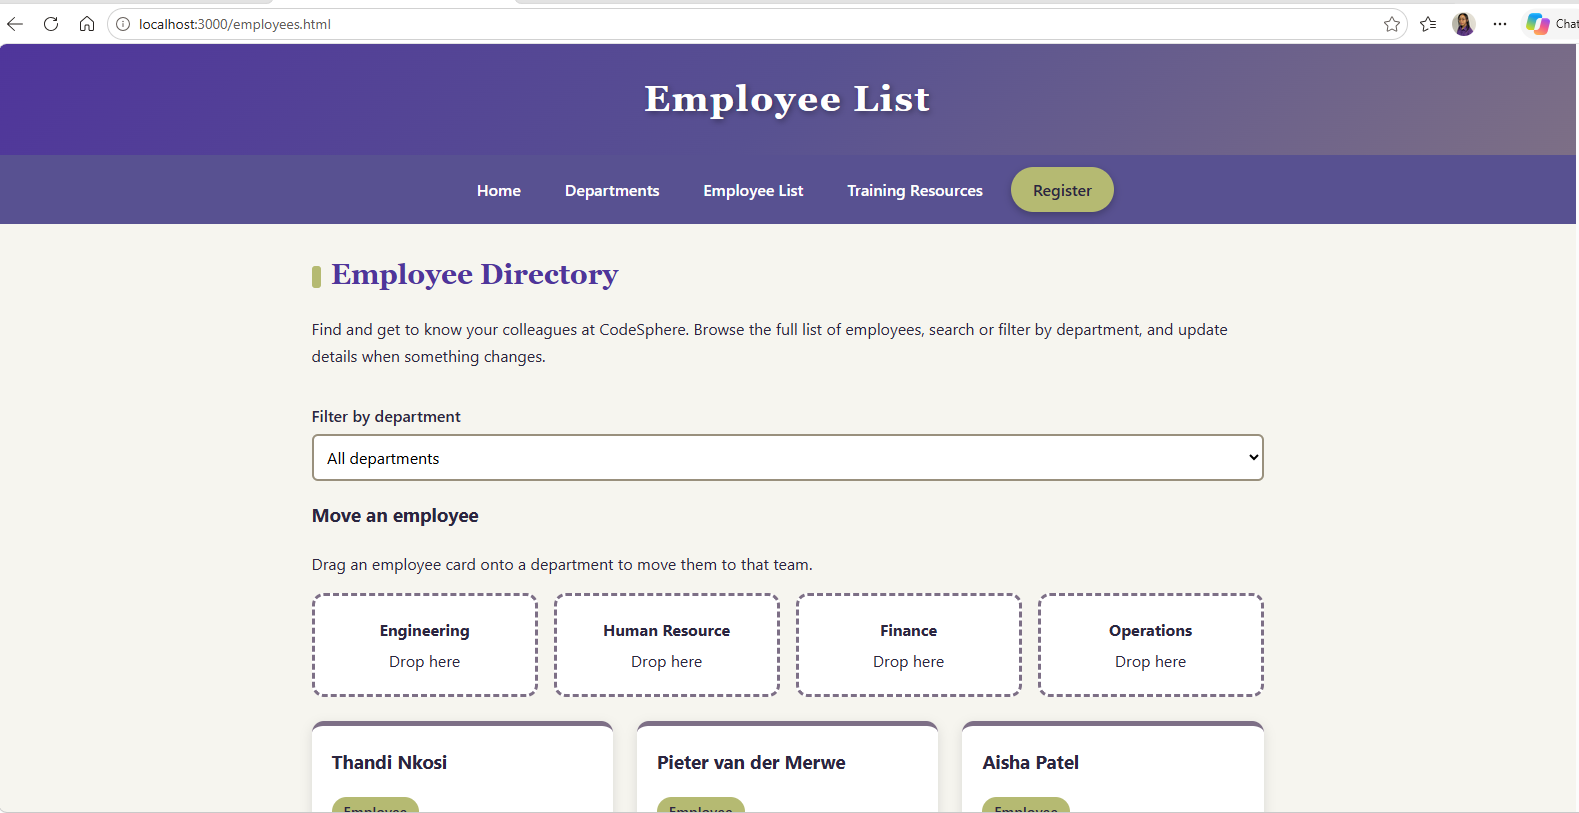 localhost:3000/employees.html
Chat
Employee List
Home Departments Employee List Training Resources Register
Employee Directory
Find and get to know your colleagues at CodeSphere. Browse the full list of employees, search or filter by department, and update
details when something changes.
Filter by department
All departments
Move an employee
Drag an employee card onto a department to move them to that team.
Engineering Human Resource Finance Operations
Drop here Drop here Drop here Drop here
Thandi Nkosi Pieter van der Merwe Aisha Patel
Employee Employee Employee